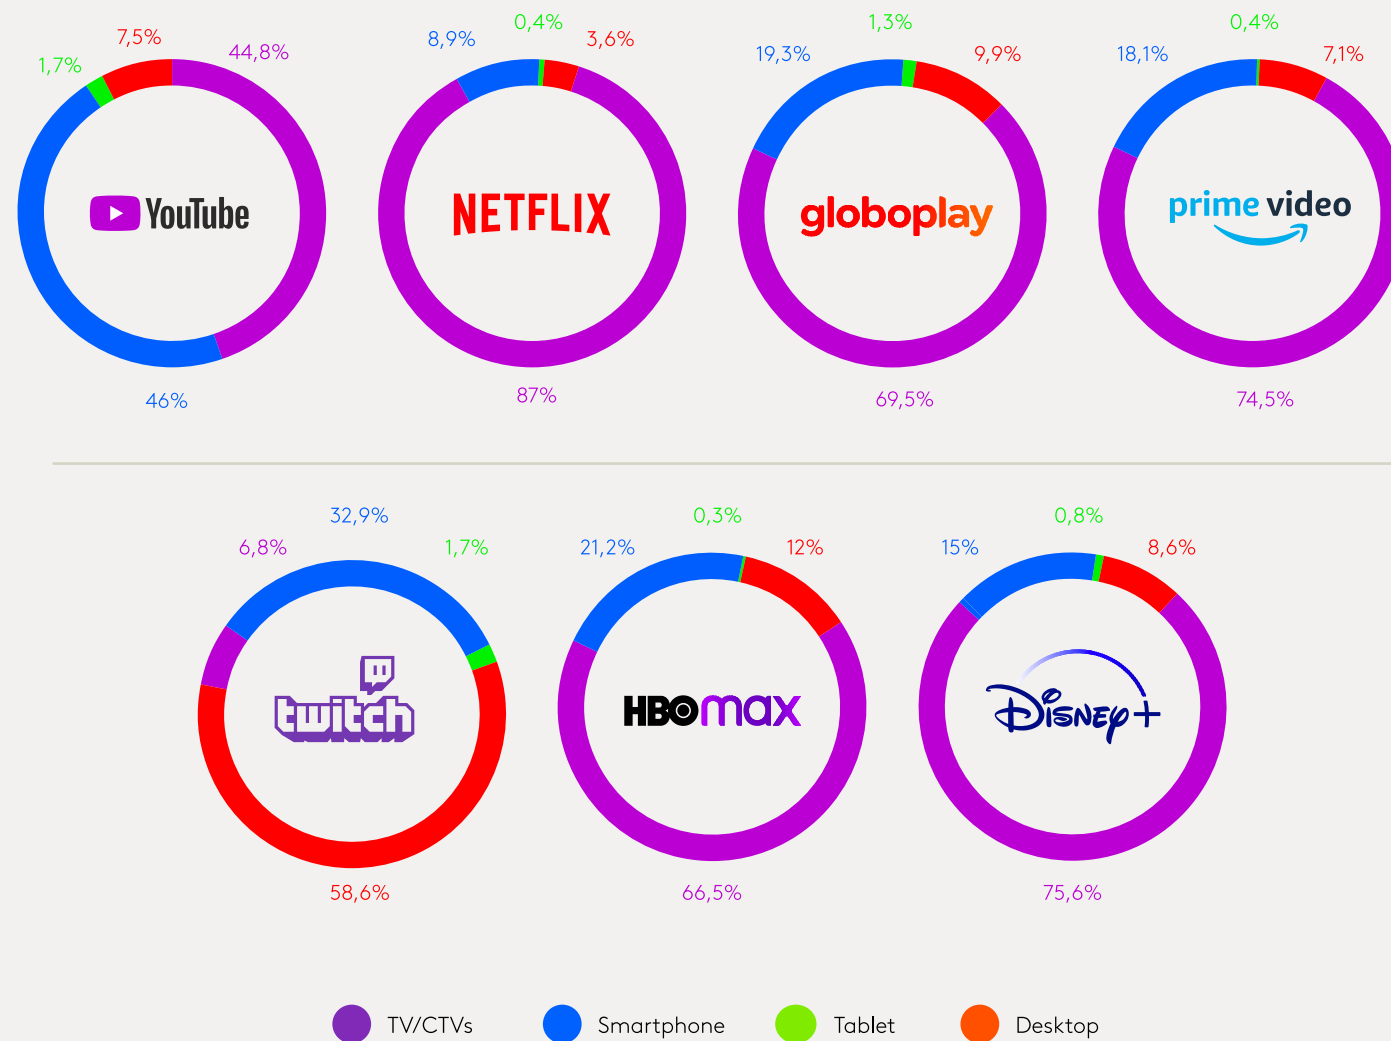 0,4%
1,3%
0,4%
7,5%
44,8%
8,9%
3,6%
19,3%
9,9%
18,1%
7,1%
1,7%
YouTube
NETFLIX
globoplay
prime video
46%
87%
69,5%
74,5%
32,9%
0,3%
0,8%
6,8%
1,7%
21,2%
12%
15%
8,6%
twitch
HBOmax
Disney+
58,6%
66,5%
75,6%
TV/CTVs
Smartphone
Tablet
Desktop